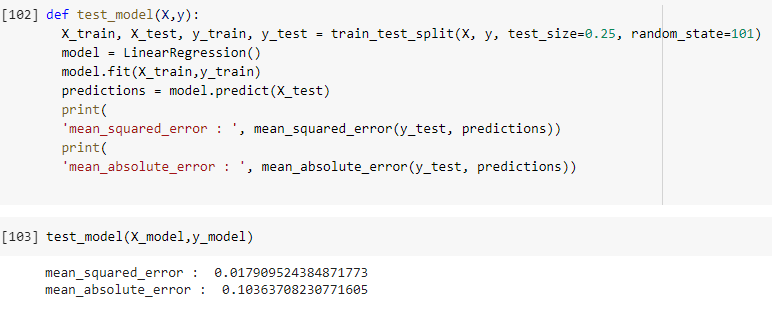 [102] def test_model(X,y):
X_train, X_test, y_train, y_test = train_test_split(X, y, test_size=0.25, random_state=101)
model = LinearRegression()
model.fit(X_train,y_train)
predictions = model.predict(X_test)
print(
'mean_squared_error : ', mean_squared_error(y_test, predictions))
print(
'mean_absolute_error : ', mean_absolute_error(y_test, predictions))
[103] test_model(X_model,y_model)
mean_squared_error :  0.017909524384871773
mean_absolute_error :  0.10363708230771605